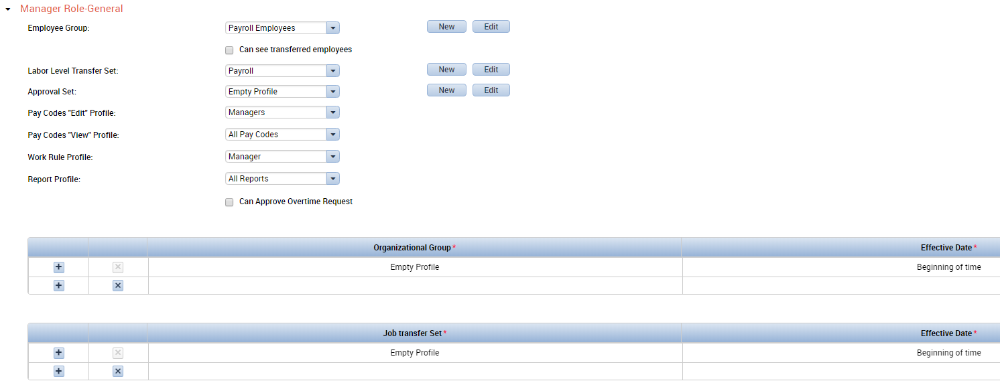 Manager Role-General
Employee Group: Payroll Employees New Edit
Can see transferred employees
Labor Level Transfer Set: Payroll New Edit
Approval Set: Empty Profile New Edit
Pay Codes "Edit" Profile: Managers
Pay Codes "View" Profile: All Pay Codes
Work Rule Profile: Manager
Report Profile: All Reports
Can Approve Overtime Request
Organizational Group* Effective Date*
Empty Profile Beginning of time
Job transfer Set* Effective Date*
Empty Profile Beginning of time